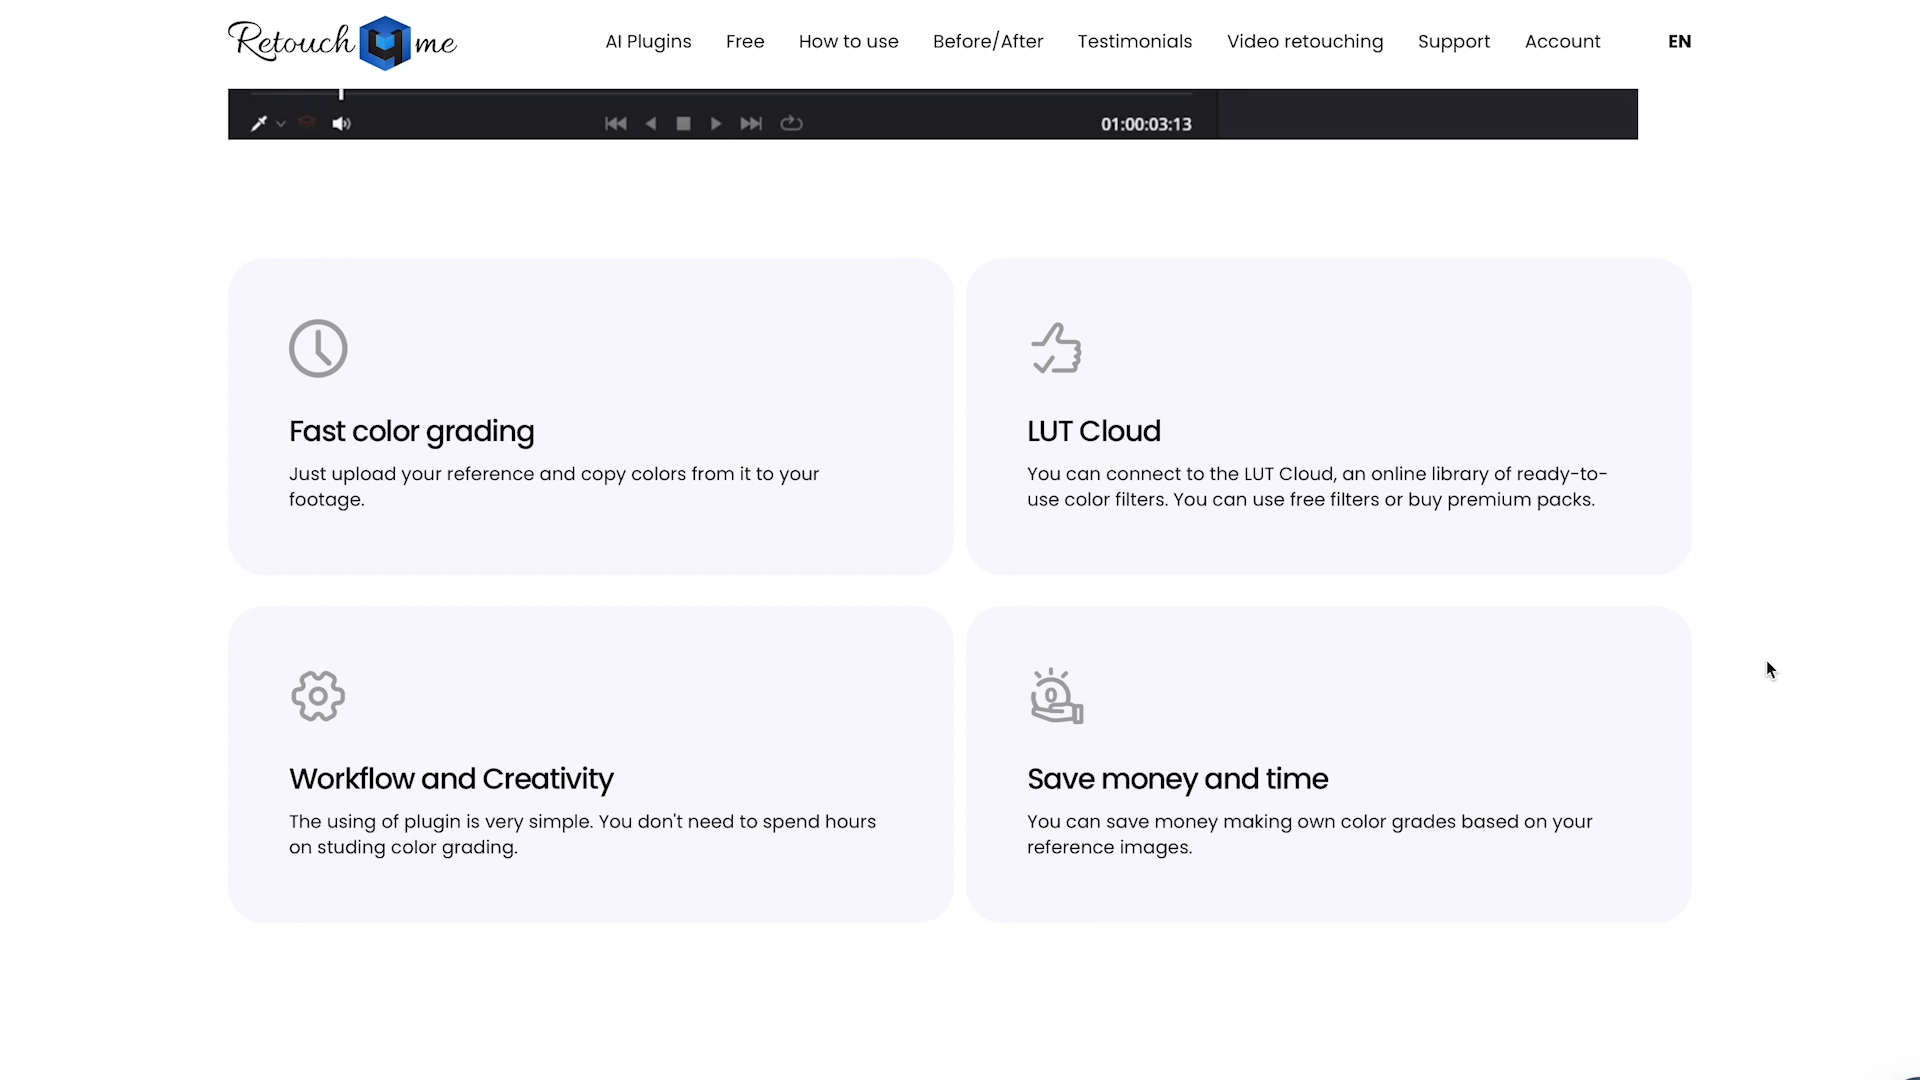 Retouch4me
AI Plugins Free How to use Before/After Testimonials Video retouching Support Account EN
01:00:03:13
Fast color grading
Just upload your reference and copy colors from it to your
footage.
LUT Cloud
You can connect to the LUT Cloud, an online library of ready-to-
use color filters. You can use free filters or buy premium packs.
Workflow and Creativity
The using of plugin is very simple. You don't need to spend hours
on studing color grading.
Save money and time
You can save money making own color grades based on your
reference images.